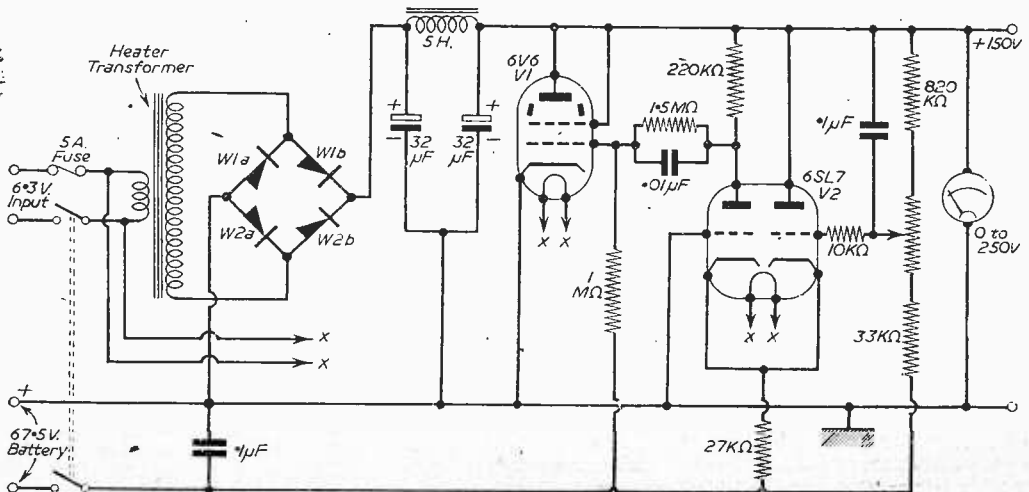 Heater
Transformer
5A.
Fuse
6·3V.
Input
W1a
W1b
W2a
W2b
5H.
+
32
µF
−
+
32
µF
−
6V6
V1
X X
1·5MΩ
·01µF
220KΩ
6SL7
V2
X X
10KΩ
·1µF
820
KΩ
+150V
0 to
250V
1
MΩ
33KΩ
X
X
+
67·5V.
Battery
−
·1µF
27KΩ